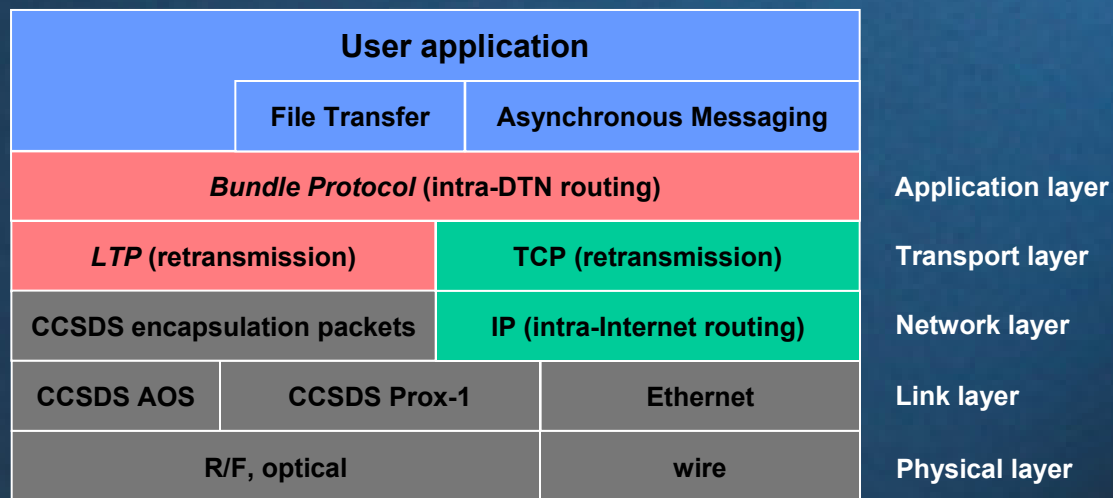 User application
File Transfer
Asynchronous Messaging
Bundle Protocol (intra-DTN routing)
Application layer
LTP (retransmission)
TCP (retransmission)
Transport layer
CCSDS encapsulation packets
IP (intra-Internet routing)
Network layer
CCSDS AOS
CCSDS Prox-1
Ethernet
Link layer
R/F, optical
wire
Physical layer